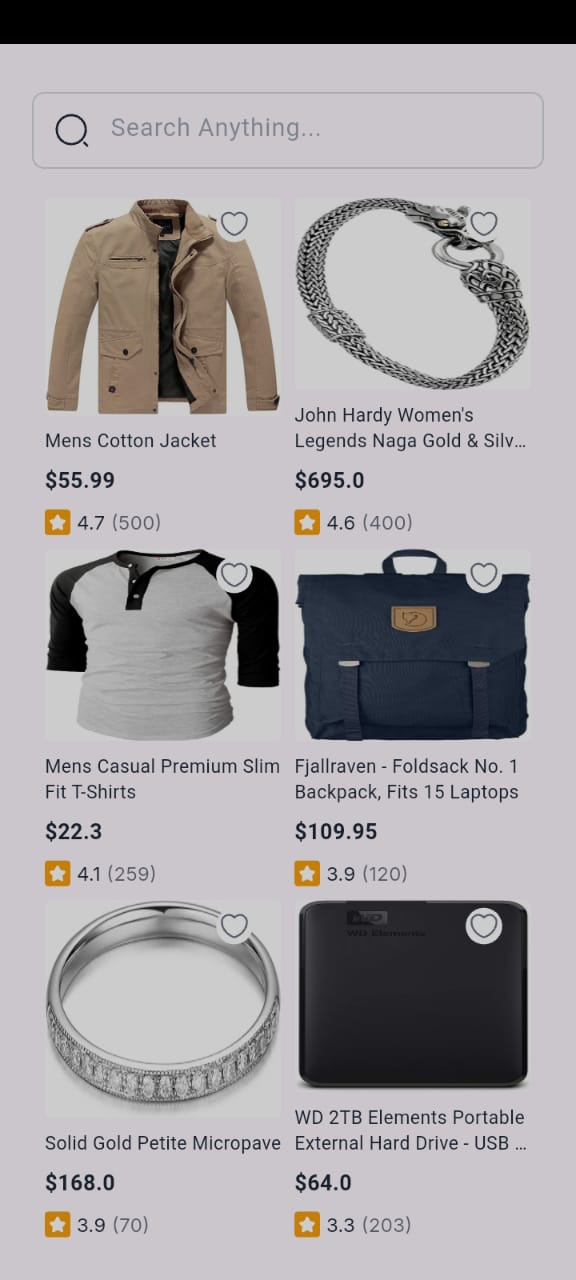 Search Anything...
Mens Cotton Jacket
$55.99
4.7 (500)
John Hardy Women's
Legends Naga Gold & Silv...
$695.0
4.6 (400)
Mens Casual Premium Slim
Fit T-Shirts
$22.3
4.1 (259)
Fjallraven - Foldsack No. 1
Backpack, Fits 15 Laptops
$109.95
3.9 (120)
Solid Gold Petite Micropave
$168.0
3.9 (70)
WD
WD Elements
WD 2TB Elements Portable
External Hard Drive - USB ...
$64.0
3.3 (203)